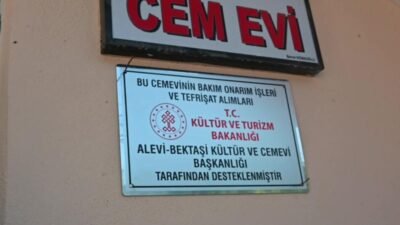 CEM EVİ
BU CEMEVİNİN BAKIM ONARIM İŞLERİ
VE TEFRİŞAT ALIMLARI
T.C.
KÜLTÜR VE TURİZM
BAKANLIĞI
ALEVİ-BEKTAŞİ KÜLTÜR VE CEMEVİ
BAŞKANLIĞI
TARAFINDAN DESTEKLENMİŞTİR